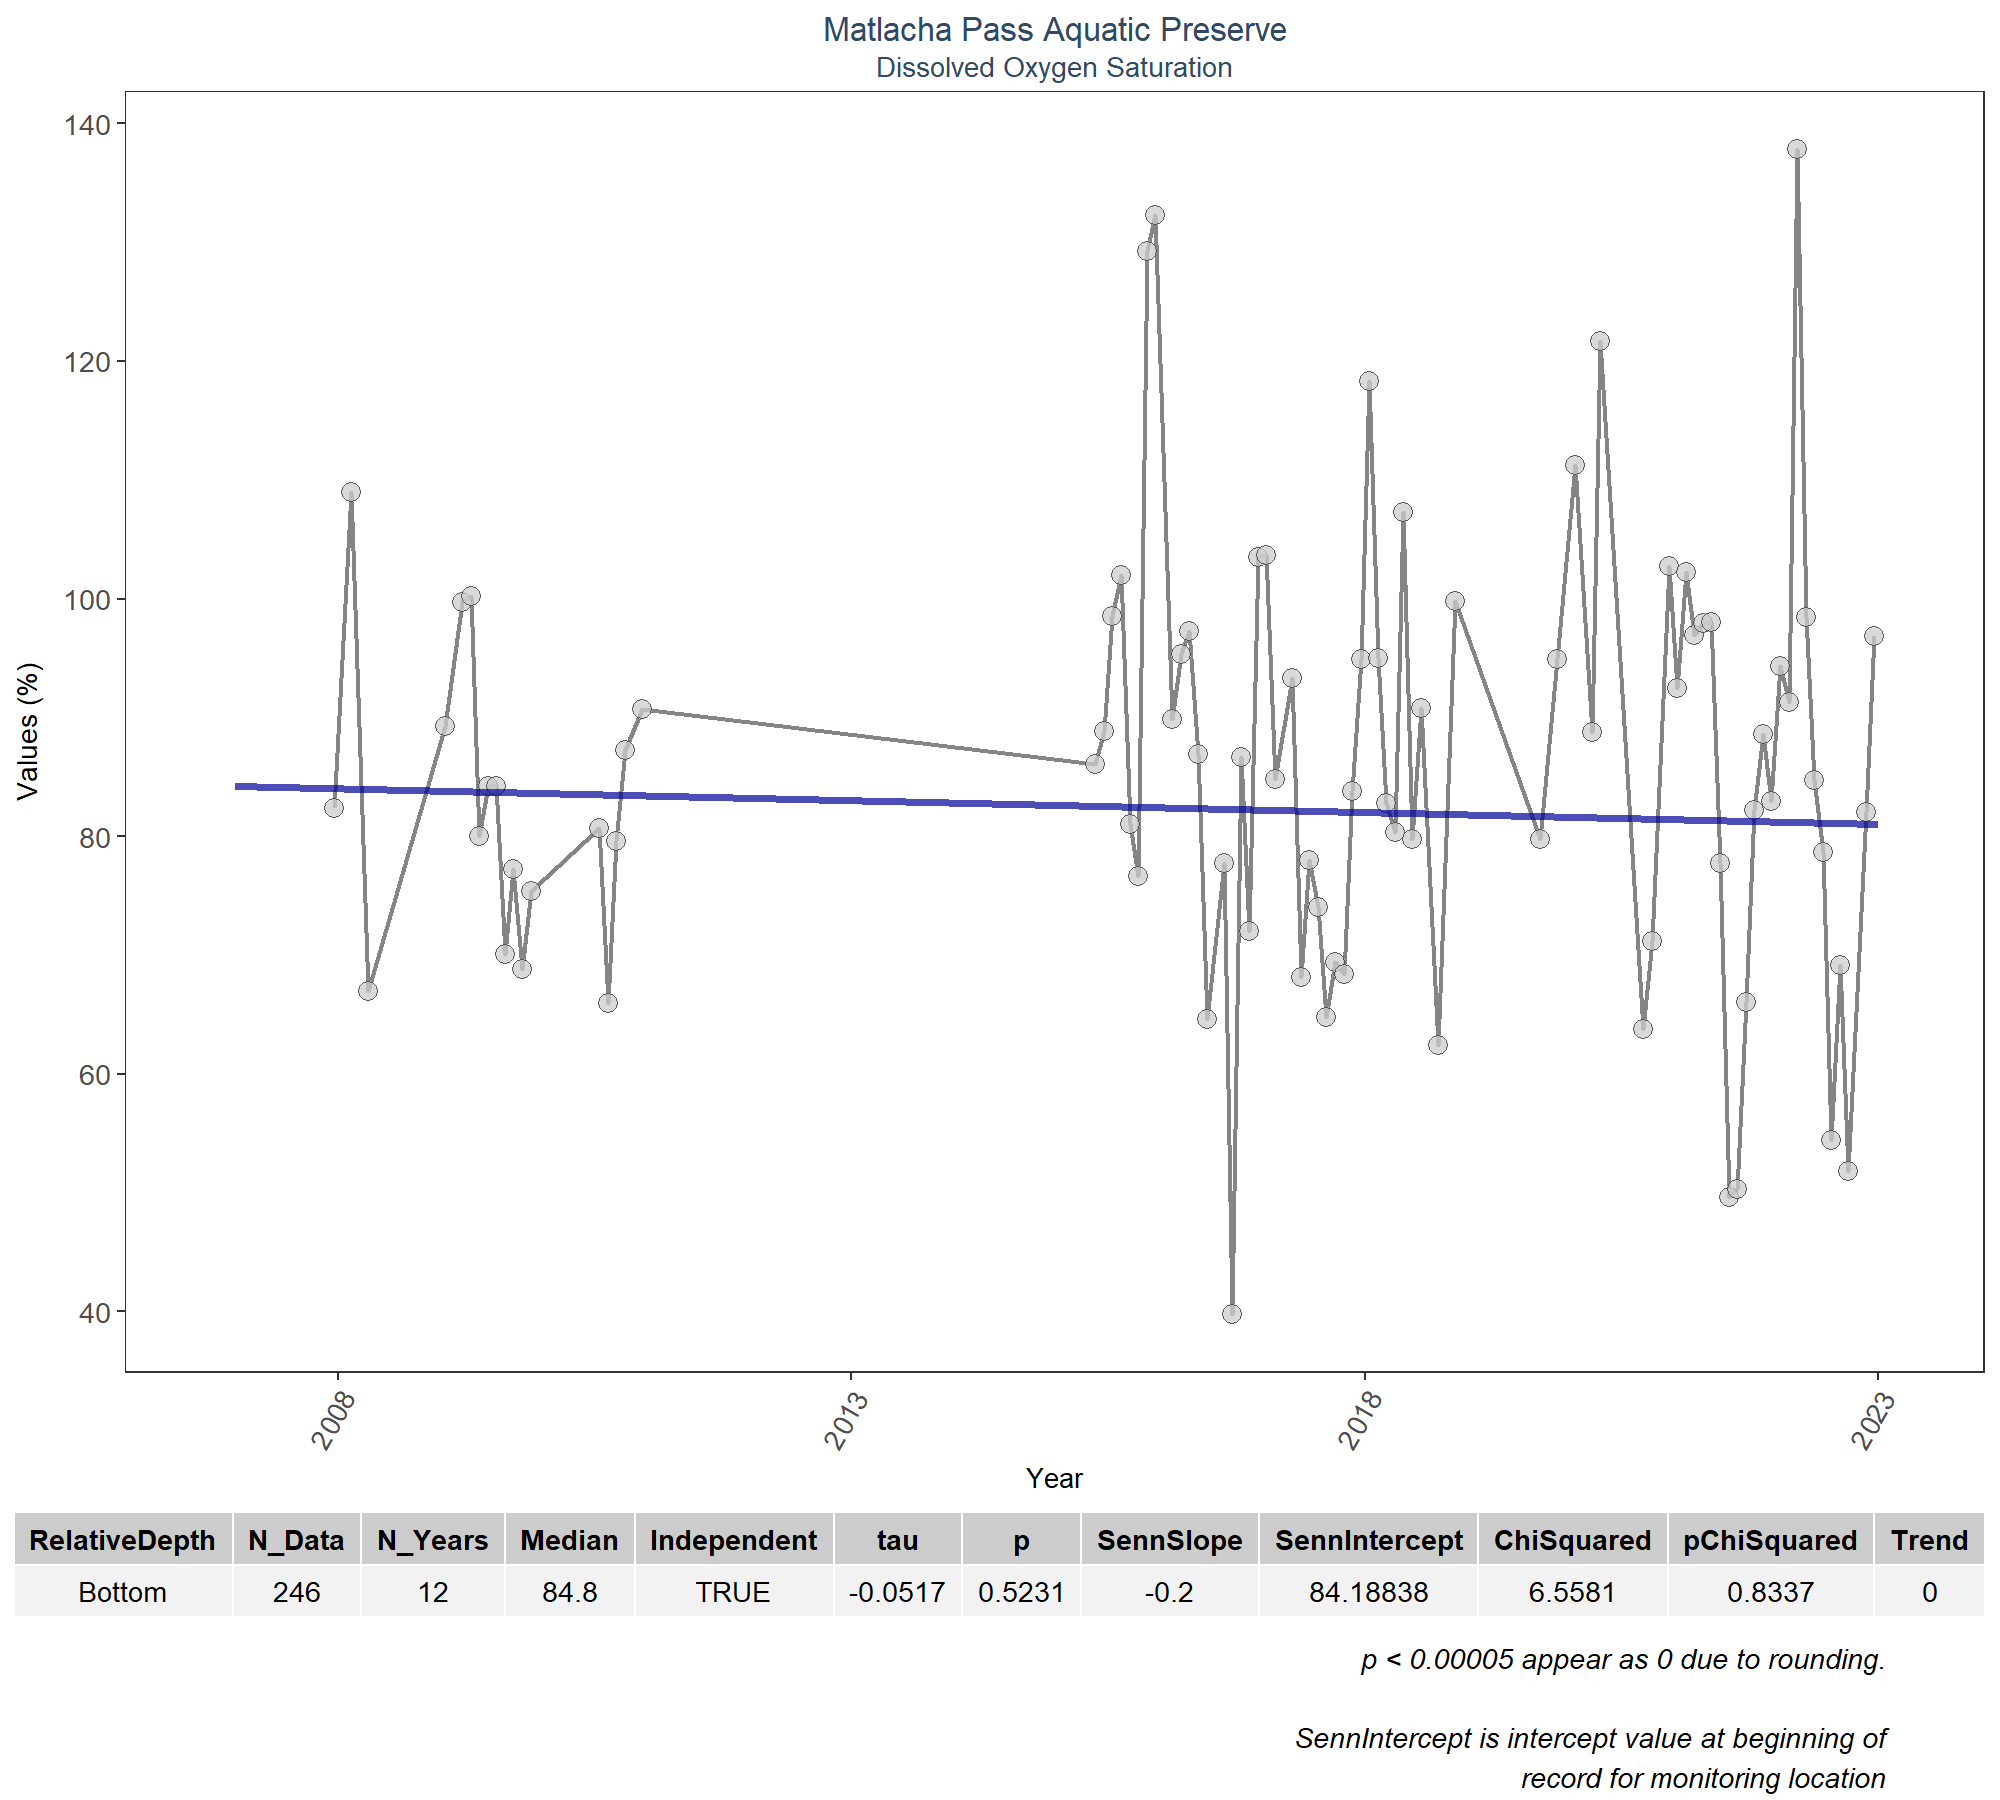 Matlacha Pass Aquatic Preserve
Dissolved Oxygen Saturation
140
120
100
80
60
40
Values (%)
2008
2013
2018
2023
Year
RelativeDepth N_Data N_Years Median Independent tau p SennSlope SennIntercept ChiSquared pChiSquared Trend
Bottom 246 12 84.8 TRUE -0.0517 0.5231 -0.2 84.18838 6.5581 0.8337 0
p < 0.00005 appear as 0 due to rounding.
SennIntercept is intercept value at beginning of
record for monitoring location